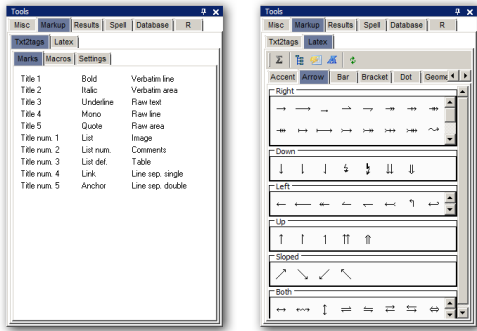 Tools
Misc Markup Results Spell Database R
Txt2tags Latex
Marks Macros Settings
Title 1 Bold Verbatim line
Title 2 Italic Verbatim area
Title 3 Underline Raw text
Title 4 Mono Raw line
Title 5 Quote Raw area
Title num. 1 List Image
Title num. 2 List num. Comments
Title num. 3 List def. Table
Title num. 4 Link Line sep. single
Title num. 5 Anchor Line sep. double
Tools
Misc Markup Results Spell Database R
Txt2tags Latex
Accent Arrow Bar Bracket Dot Geome
Right
Down
Left
Up
Sloped
Both